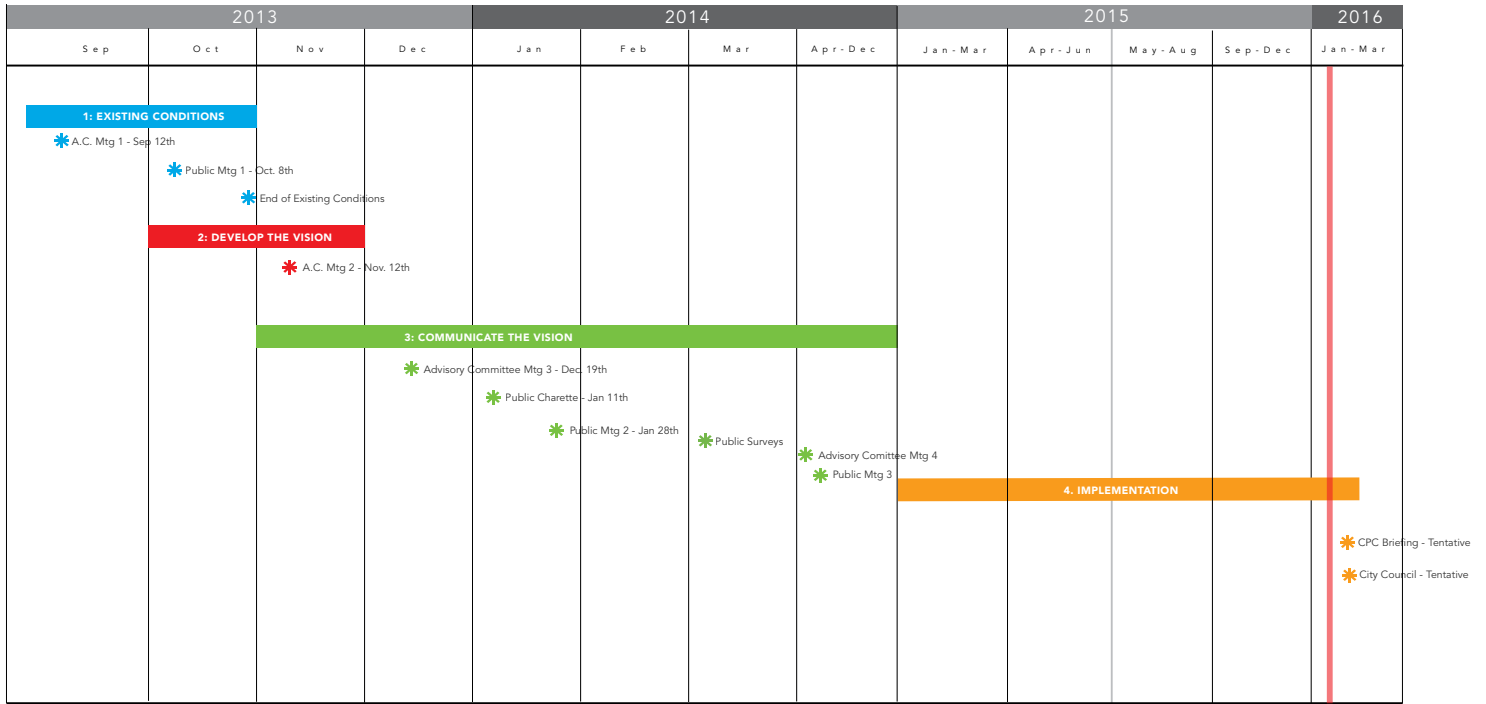 2013
2014
2015
2016
Sep
Oct
Nov
Dec
Jan
Feb
Mar
Apr-Dec
Jan-Mar
Apr-Jun
May-Aug
Sep-Dec
Jan-Mar
1: EXISTING CONDITIONS
A.C. Mtg 1 - Sep 12th
Public Mtg 1 - Oct. 8th
End of Existing Conditions
2: DEVELOP THE VISION
A.C. Mtg 2 - Nov. 12th
3: COMMUNICATE THE VISION
Advisory Committee Mtg 3 - Dec. 19th
Public Charette - Jan 11th
Public Mtg 2 - Jan 28th
Public Surveys
Advisory Comittee Mtg 4
Public Mtg 3
4. IMPLEMENTATION
CPC Briefing - Tentative
City Council - Tentative